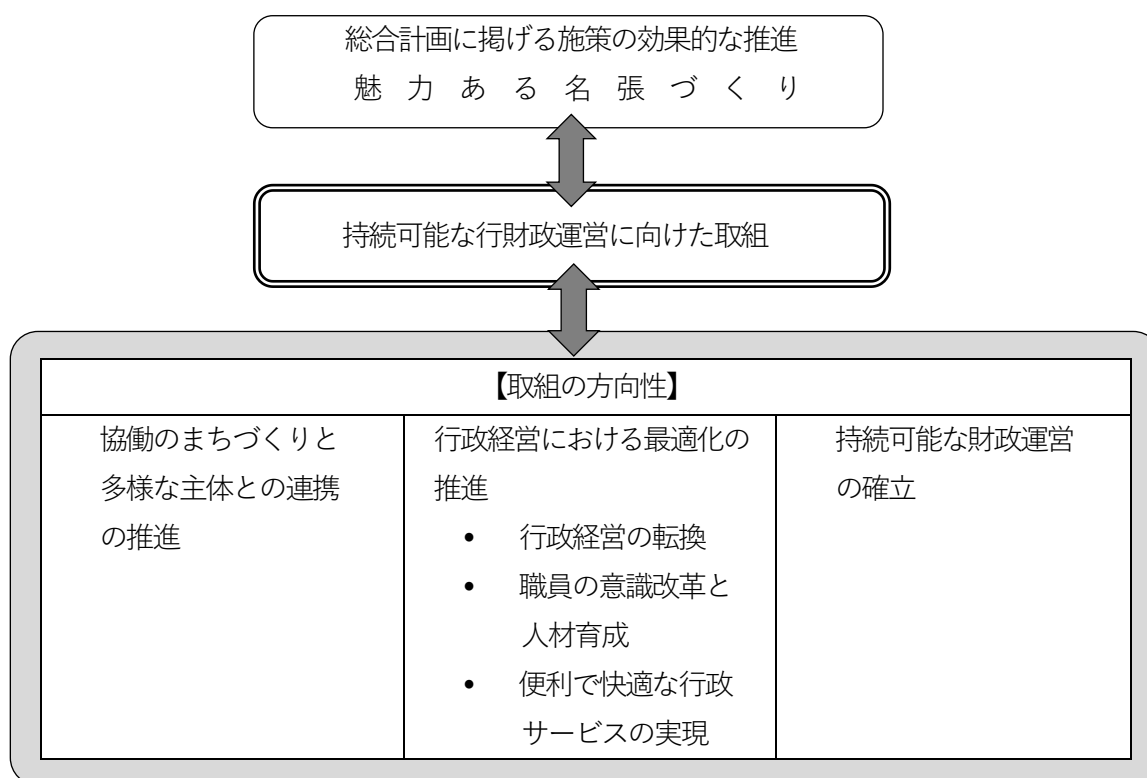 総合計画に掲げる施策の効果的な推進
魅力ある名張づくり
持続可能な行財政運営に向けた取組
【取組の方向性】
協働のまちづくりと
多様な主体との連携
の推進
行政経営における最適化の
推進
• 行政経営の転換
• 職員の意識改革と
人材育成
• 便利で快適な行政
サービスの実現
持続可能な財政運営
の確立